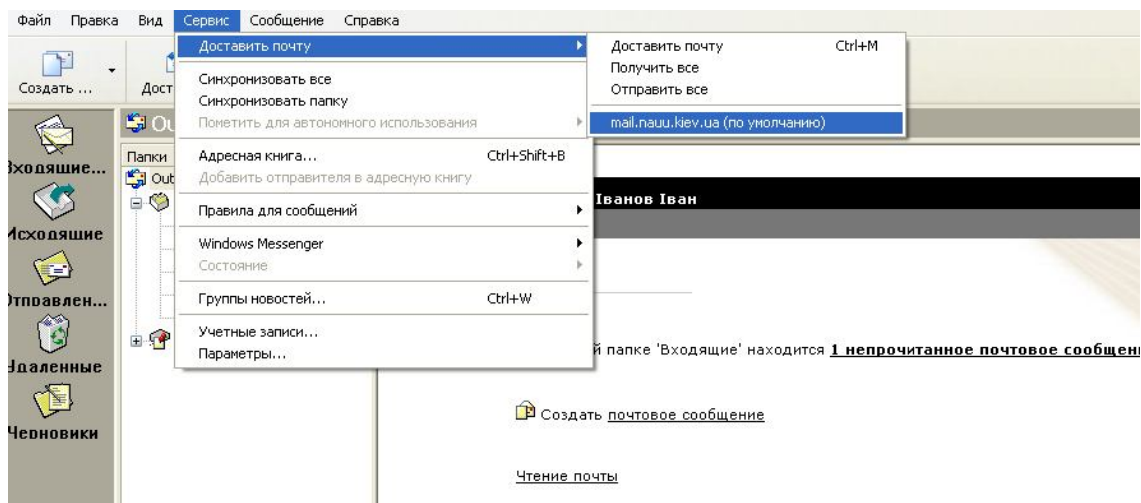 Файл Правка Вид Сервис Сообщение Справка
Создать ...
Дост
Доставить почту
Синхронизовать все
Синхронизовать папку
Пометить для автономного использования
Адресная книга... Ctrl+Shift+B
Добавить отправителя в адресную книгу
Правила для сообщений
Windows Messenger
Состояние
Группы новостей... Ctrl+W
Учетные записи...
Параметры...
Доставить почту Ctrl+M
Получить все
Отправить все
mail.nauu.kiev.ua (по умолчанию)
Входящие...
Исходящие
Отправлен...
Удаленные
Черновики
Ou
Папки
Out
Іванов Іван
й папке 'Входящие' находится 1 непрочитанное почтовое сообщен
Создать почтовое сообщение
Чтение почты